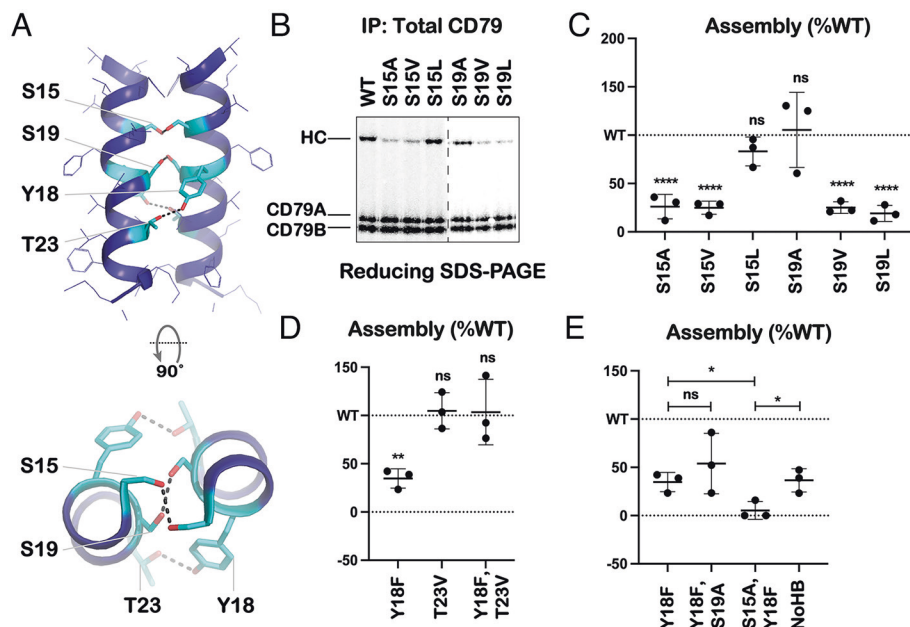 A
S15
S19
Y18
T23
90°
S15
S19
T23
Y18
B
IP: Total CD79
WT
S15A
S15V
S15L
S19A
S19V
S19L
HC
CD79A
CD79B
Reducing SDS-PAGE
C
Assembly (%WT)
200
150
WT
50
0
ns
ns
****
****
****
****
S15A
S15V
S15L
S19A
S19V
S19L
D
Assembly (%WT)
150
WT
50
0
-50
ns
ns
**
Y18F
T23V
Y18F,
T23V
E
Assembly (%WT)
150
WT
50
0
-50
*
ns
*
Y18F
Y18F,
S19A
S15A,
Y18F
NoHB